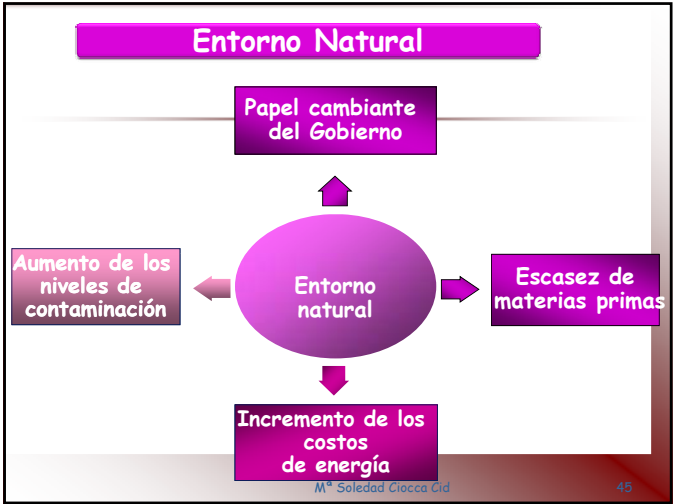 Entorno Natural
Papel cambiante
del Gobierno
Aumento de los
niveles de
contaminación
Entorno
natural
Escasez de
materias primas
Incremento de los
costos
de energía
Mª Soledad Ciocca Cid
45